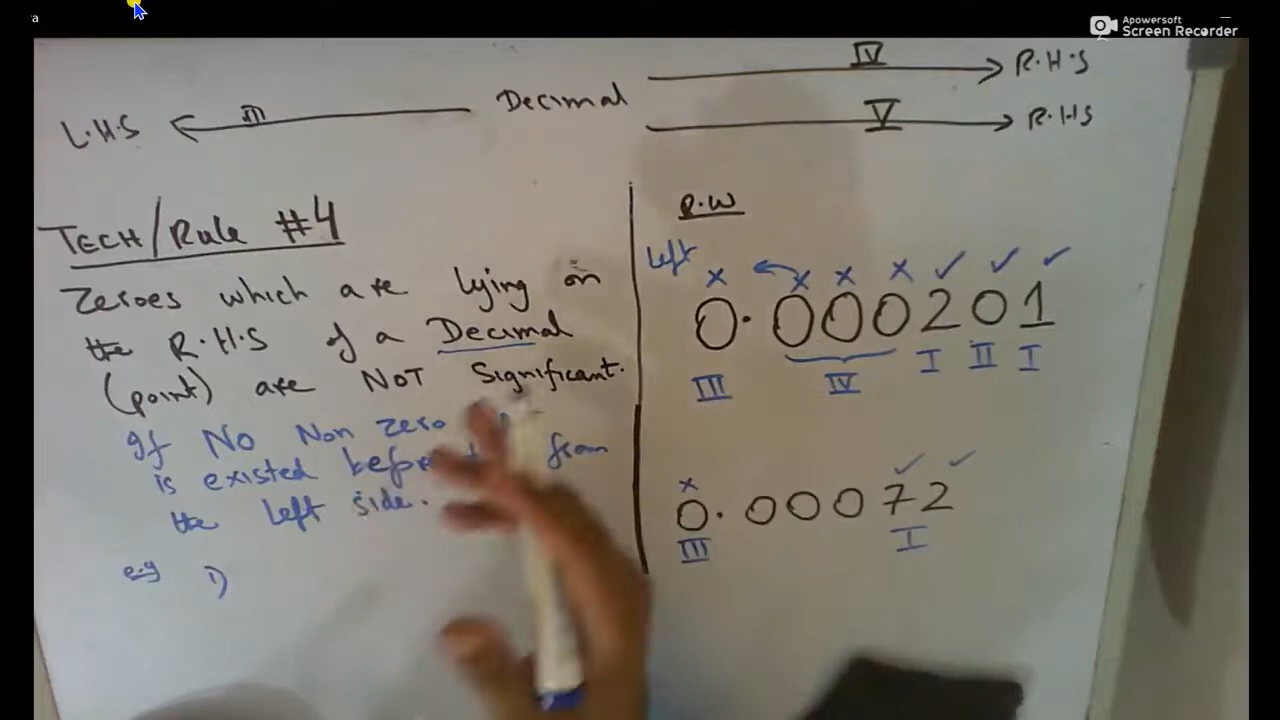 a
Apowersoft
Screen Recorder
L.H.S III Decimal IV R.H.S
V R.H.S
TECH/Rule #4
Zeroes which are lying on
the R.H.S of a Decimal
(point) are NOT Significant.
If No Non zero
is existed from
the left side.
e.g 1)
R.W
Left x x x x ✓ ✓ ✓
0.000201
III IV I II I
x ✓ ✓
0.00072
III I